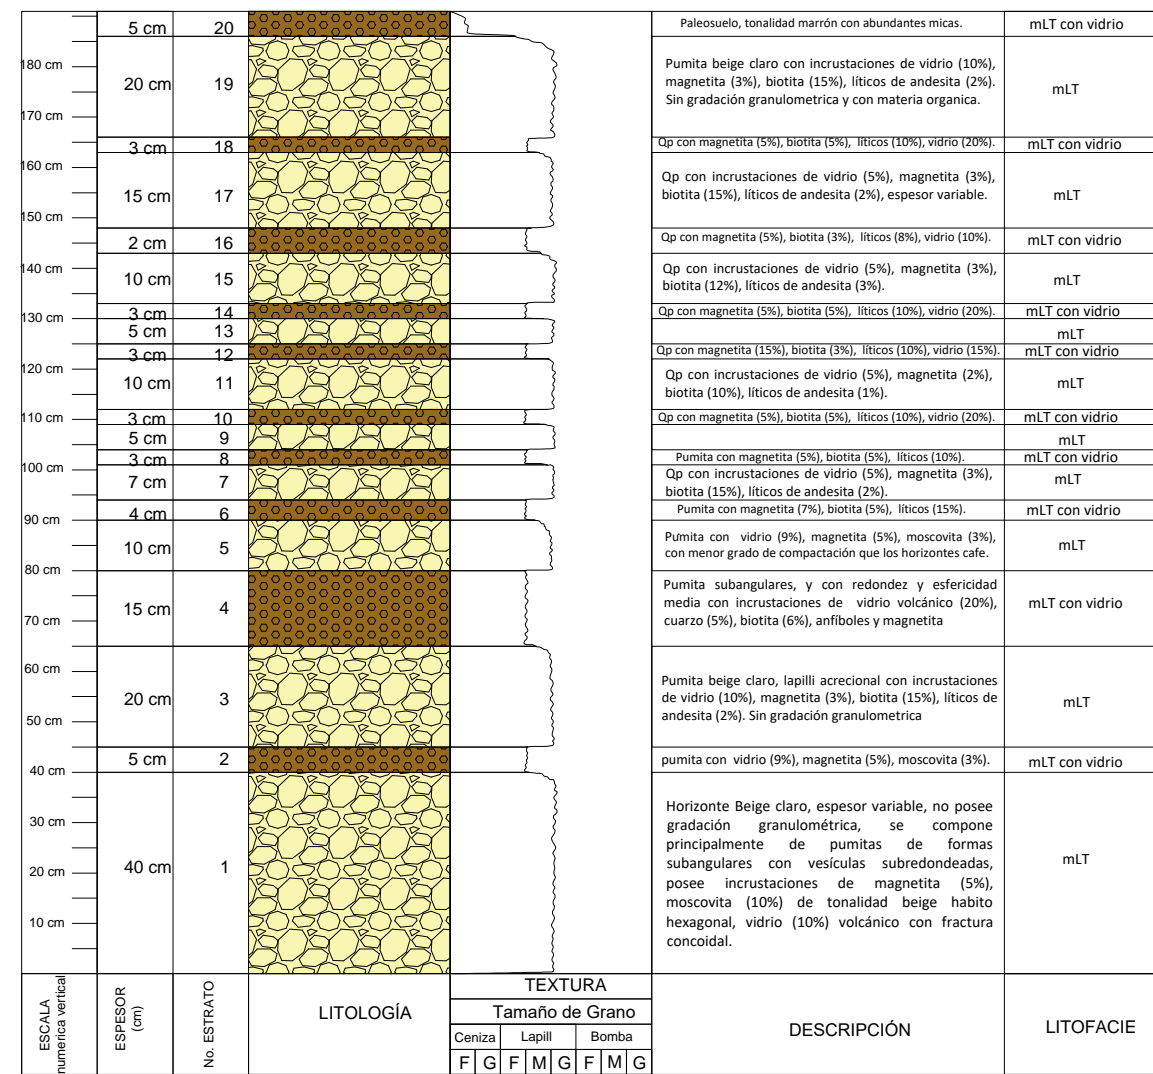 5 cm 20 Paleosuelo, tonalidad marrón con abundantes micas. mLT con vidrio
180 cm
20 cm 19
Pumita beige claro con incrustaciones de vidrio (10%),
magnetita (3%), biotita (15%), líticos de andesita (2%).
Sin gradación granulometrica y con materia organica.
mLT
170 cm
3 cm 18 Qp con magnetita (5%), biotita (5%), líticos (10%), vidrio (20%). mLT con vidrio
160 cm
15 cm 17
Qp con incrustaciones de vidrio (5%), magnetita (3%),
biotita (15%), líticos de andesita (2%), espesor variable.
mLT
150 cm
2 cm 16 Qp con magnetita (5%), biotita (3%), líticos (8%), vidrio (10%). mLT con vidrio
140 cm
10 cm 15
Qp con incrustaciones de vidrio (5%), magnetita (3%),
biotita (12%), líticos de andesita (3%).
mLT
3 cm 14 Qp con magnetita (5%), biotita (5%), líticos (10%), vidrio (20%). mLT con vidrio
130 cm
5 cm 13 mLT
3 cm 12 Qp con magnetita (15%), biotita (3%), líticos (10%), vidrio (15%). mLT con vidrio
120 cm
10 cm 11
Qp con incrustaciones de vidrio (5%), magnetita (2%),
biotita (10%), líticos de andesita (1%).
mLT
110 cm
3 cm 10 Qp con magnetita (5%), biotita (5%), líticos (10%), vidrio (20%). mLT con vidrio
5 cm 9 mLT
3 cm 8 Pumita con magnetita (5%), biotita (5%), líticos (10%). mLT con vidrio
100 cm
7 cm 7
Qp con incrustaciones de vidrio (5%), magnetita (3%),
biotita (15%), líticos de andesita (2%).
mLT
4 cm 6 Pumita con magnetita (7%), biotita (5%), líticos (15%). mLT con vidrio
90 cm
10 cm 5
Pumita con vidrio (9%), magnetita (5%), moscovita (3%),
con menor grado de compactación que los horizontes cafe.
mLT
80 cm
15 cm 4
Pumita subangulares, y con redondez y esfericidad
media con incrustaciones de vidrio volcánico (20%),
cuarzo (5%), biotita (6%), anfíboles y magnetita
mLT con vidrio
70 cm
60 cm
20 cm 3
Pumita beige claro, lapilli acrecional con incrustaciones
de vidrio (10%), magnetita (3%), biotita (15%), líticos de
andesita (2%). Sin gradación granulometrica
mLT
50 cm
5 cm 2 pumita con vidrio (9%), magnetita (5%), moscovita (3%). mLT con vidrio
40 cm
30 cm
20 cm
10 cm
40 cm 1
Horizonte Beige claro, espesor variable, no posee
gradación granulométrica, se compone
principalmente de pumitas de formas
subangulares con vesículas subredondeadas,
posee incrustaciones de magnetita (5%),
moscovita (10%) de tonalidad beige habito
hexagonal, vidrio (10%) volcánico con fractura
concoidal.
mLT
ESCALA
numerica vertical
ESPESOR
(cm)
No. ESTRATO
LITOLOGÍA
TEXTURA
Tamaño de Grano
Ceniza Lapill Bomba
F G F M G F M G
DESCRIPCIÓN
LITOFACIE